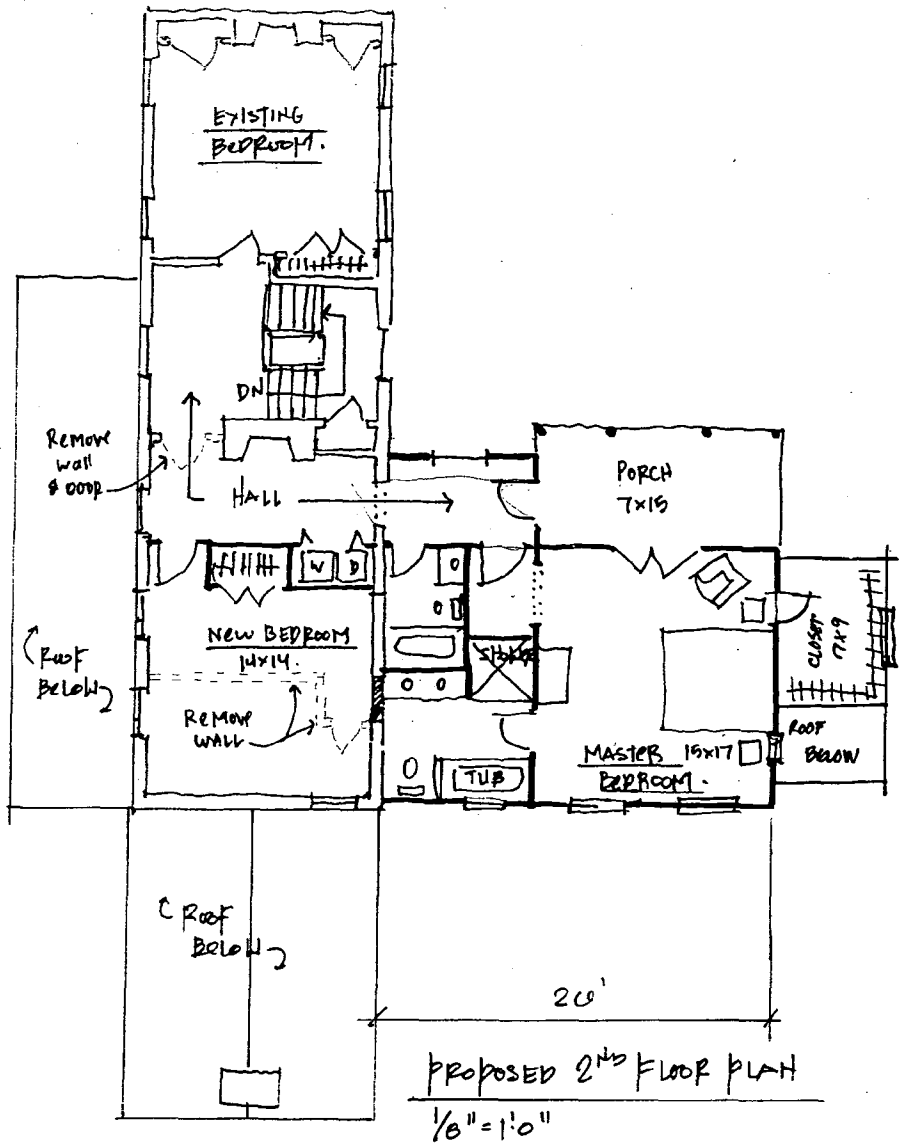 EXISTING
BEDROOM.
DN
Remove
wall
& DOOR
HALL
PORCH
7x15
W D
CLOSET
7x9
NEW BEDROOM
14x14
ROOF
BELOW
REMOVE
WALL
SHWR
ROOF
BELOW
MASTER 15x17
BEDROOM.
TUB
ROOF
BELOW
26'
PROPOSED 2ND FLOOR PLAN
1/8" = 1'0"